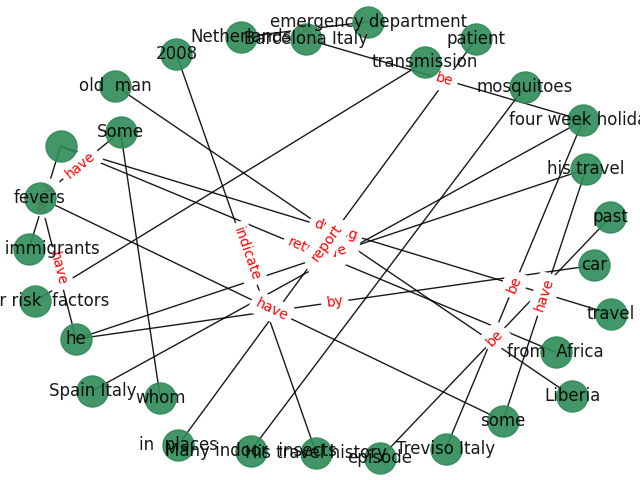 emergency department
Netherlands
Barcelona Italy
patient
2008
transmission
be
old  man
mosquitoes
four week holida
Some
have
his travel
fevers
past
during
indicate
report
immigrants
car
have
be
have
r risk  factors
have
by
travel
he
be
from  Africa
Spain Italy
whom
Liberia
some
in  places
Many indoor  insects
His travel history
episode
Treviso Italy